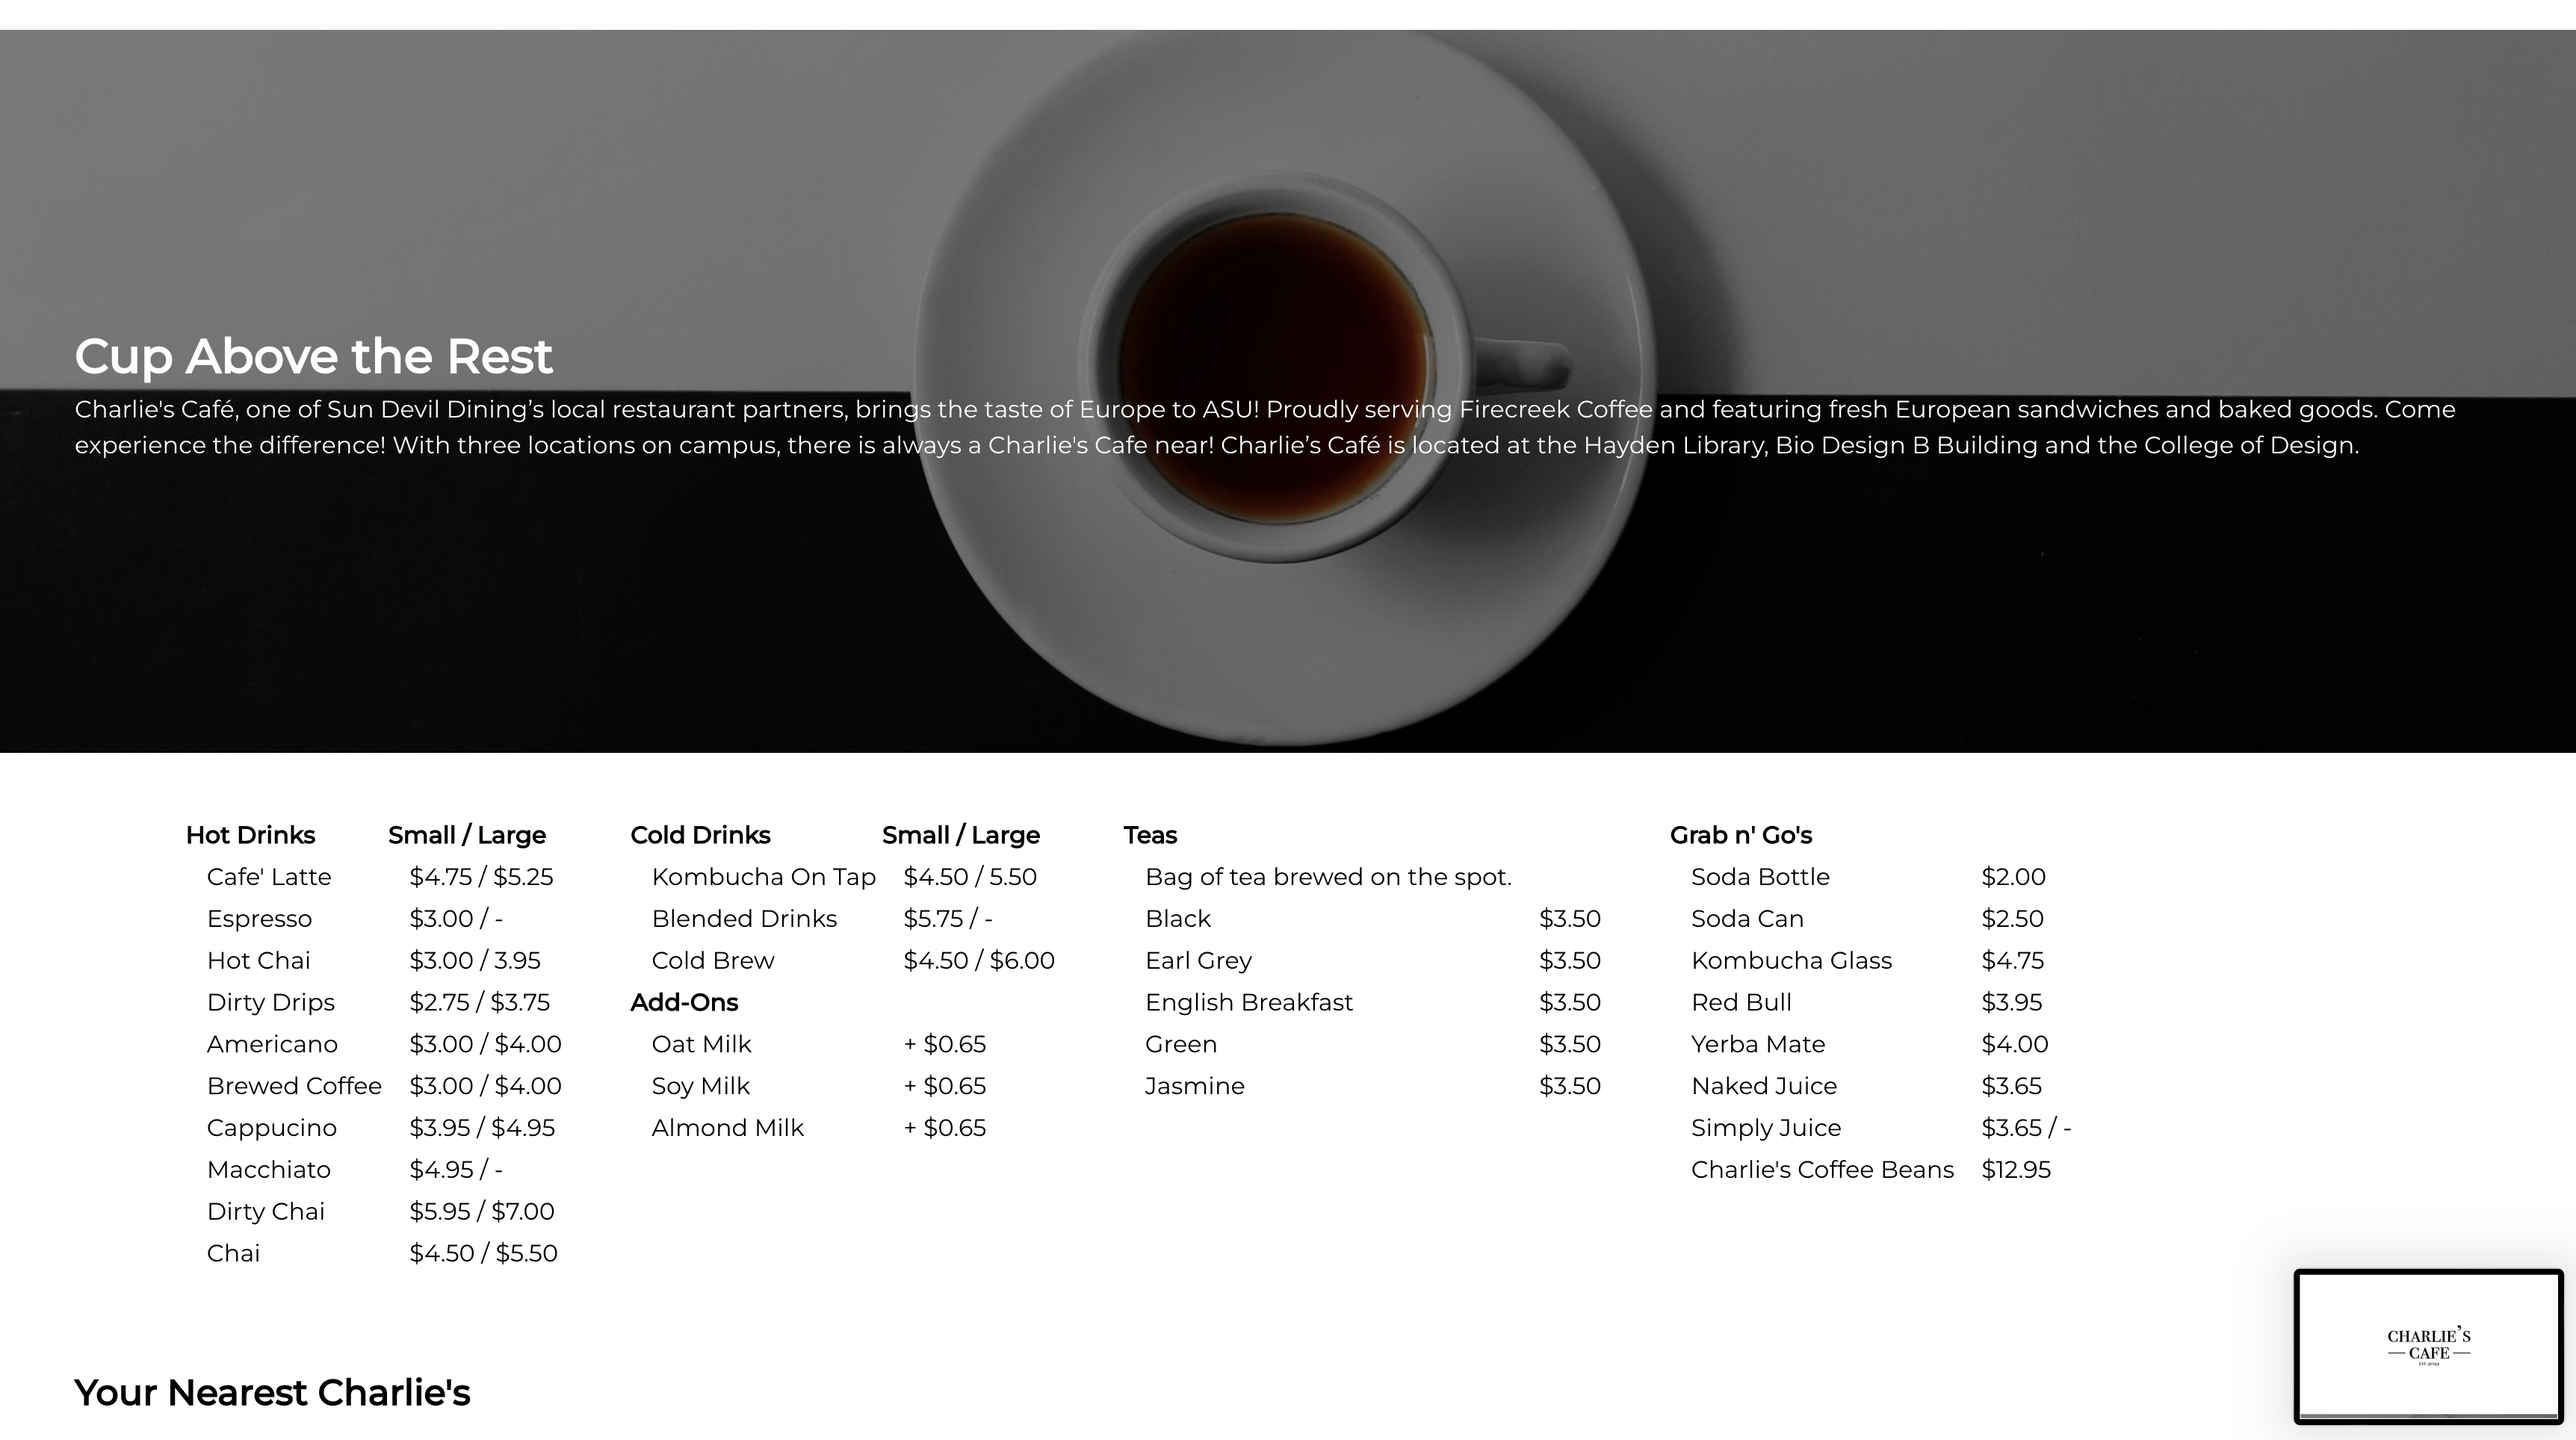 Cup Above the Rest
Charlie's Café, one of Sun Devil Dining’s local restaurant partners, brings the taste of Europe to ASU! Proudly serving Firecreek Coffee and featuring fresh European sandwiches and baked goods. Come
experience the difference! With three locations on campus, there is always a Charlie's Cafe near! Charlie’s Café is located at the Hayden Library, Bio Design B Building and the College of Design.
Hot Drinks Small / Large
Cafe' Latte $4.75 / $5.25
Espresso $3.00 / -
Hot Chai $3.00 / 3.95
Dirty Drips $2.75 / $3.75
Americano $3.00 / $4.00
Brewed Coffee $3.00 / $4.00
Cappucino $3.95 / $4.95
Macchiato $4.95 / -
Dirty Chai $5.95 / $7.00
Chai $4.50 / $5.50
Cold Drinks Small / Large
Kombucha On Tap $4.50 / 5.50
Blended Drinks $5.75 / -
Cold Brew $4.50 / $6.00
Add-Ons
Oat Milk + $0.65
Soy Milk + $0.65
Almond Milk + $0.65
Teas
Bag of tea brewed on the spot.
Black $3.50
Earl Grey $3.50
English Breakfast $3.50
Green $3.50
Jasmine $3.50
Grab n' Go's
Soda Bottle $2.00
Soda Can $2.50
Kombucha Glass $4.75
Red Bull $3.95
Yerba Mate $4.00
Naked Juice $3.65
Simply Juice $3.65 / -
Charlie's Coffee Beans $12.95
Your Nearest Charlie's
CHARLIE’S
CAFE